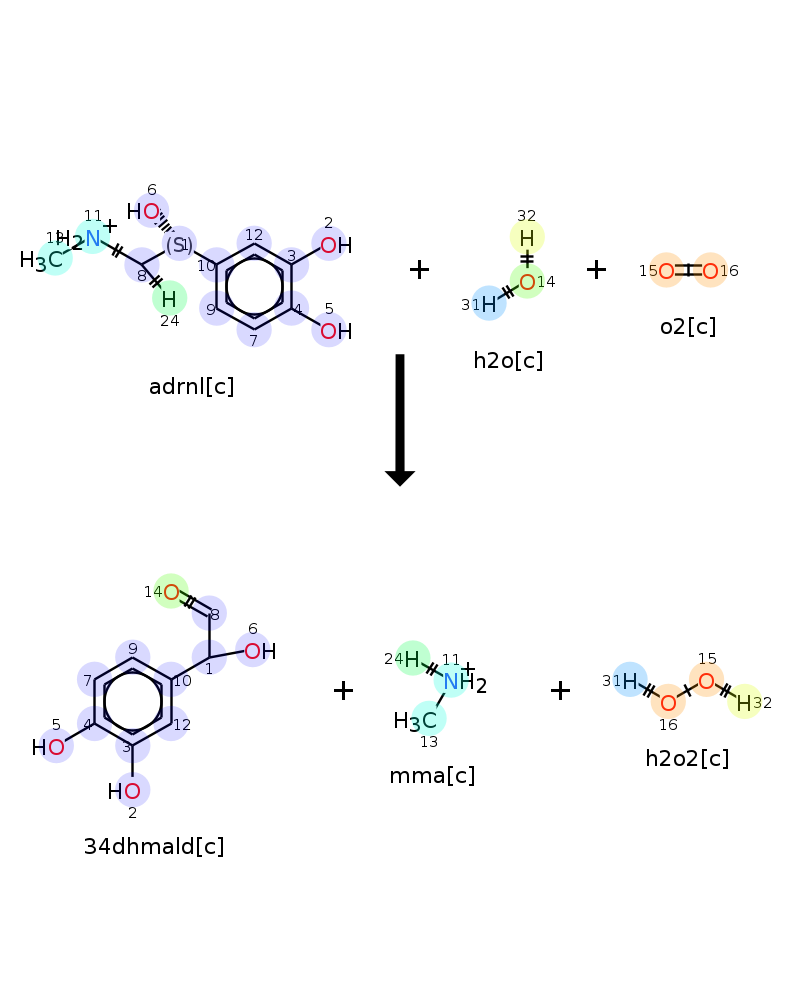 6
HO
11
+
12
H2N
13
H3C
(S)
1
8
H
24
10
12
2
OH
3
9
4
5
OH
7
adrnl[c]
+
32
H
O 14
31 H
h2o[c]
+
15 O O 16
o2[c]
14 O
8
6
OH
1
9
7
10
5
HO
4
12
3
HO
2
34dhmald[c]
+
24 H
11
+
NH2
H3C
13
mma[c]
+
31 H
15
O
O
16
H 32
h2o2[c]